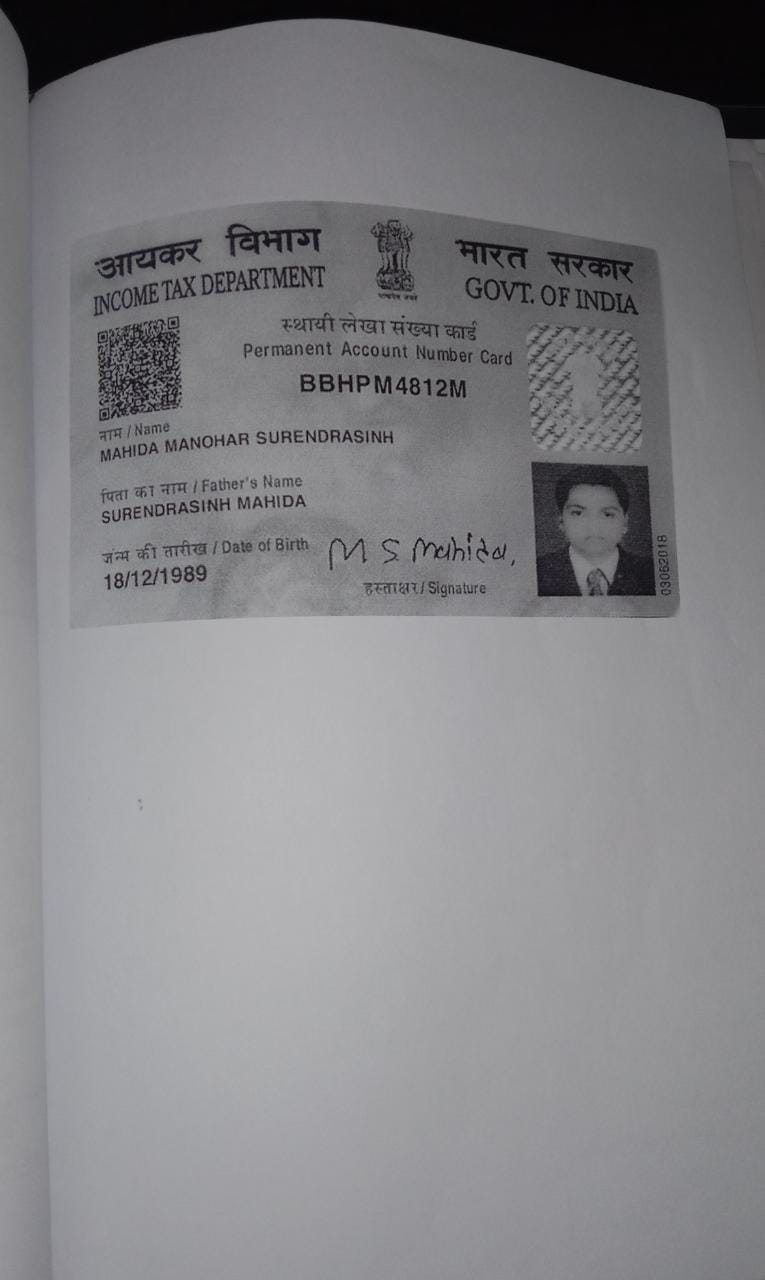 आयकर विभाग
INCOME TAX DEPARTMENT
भारत सरकार
GOVT. OF INDIA
सत्यमेव जयते
स्थायी लेखा संख्या कार्ड
Permanent Account Number Card
BBHPM4812M
नाम / Name
MAHIDA MANOHAR SURENDRASINH
पिता का नाम / Father's Name
SURENDRASINH MAHIDA
जन्म की तारीख / Date of Birth
18/12/1989
M S Mahida,
हस्ताक्षर / Signature
03062018